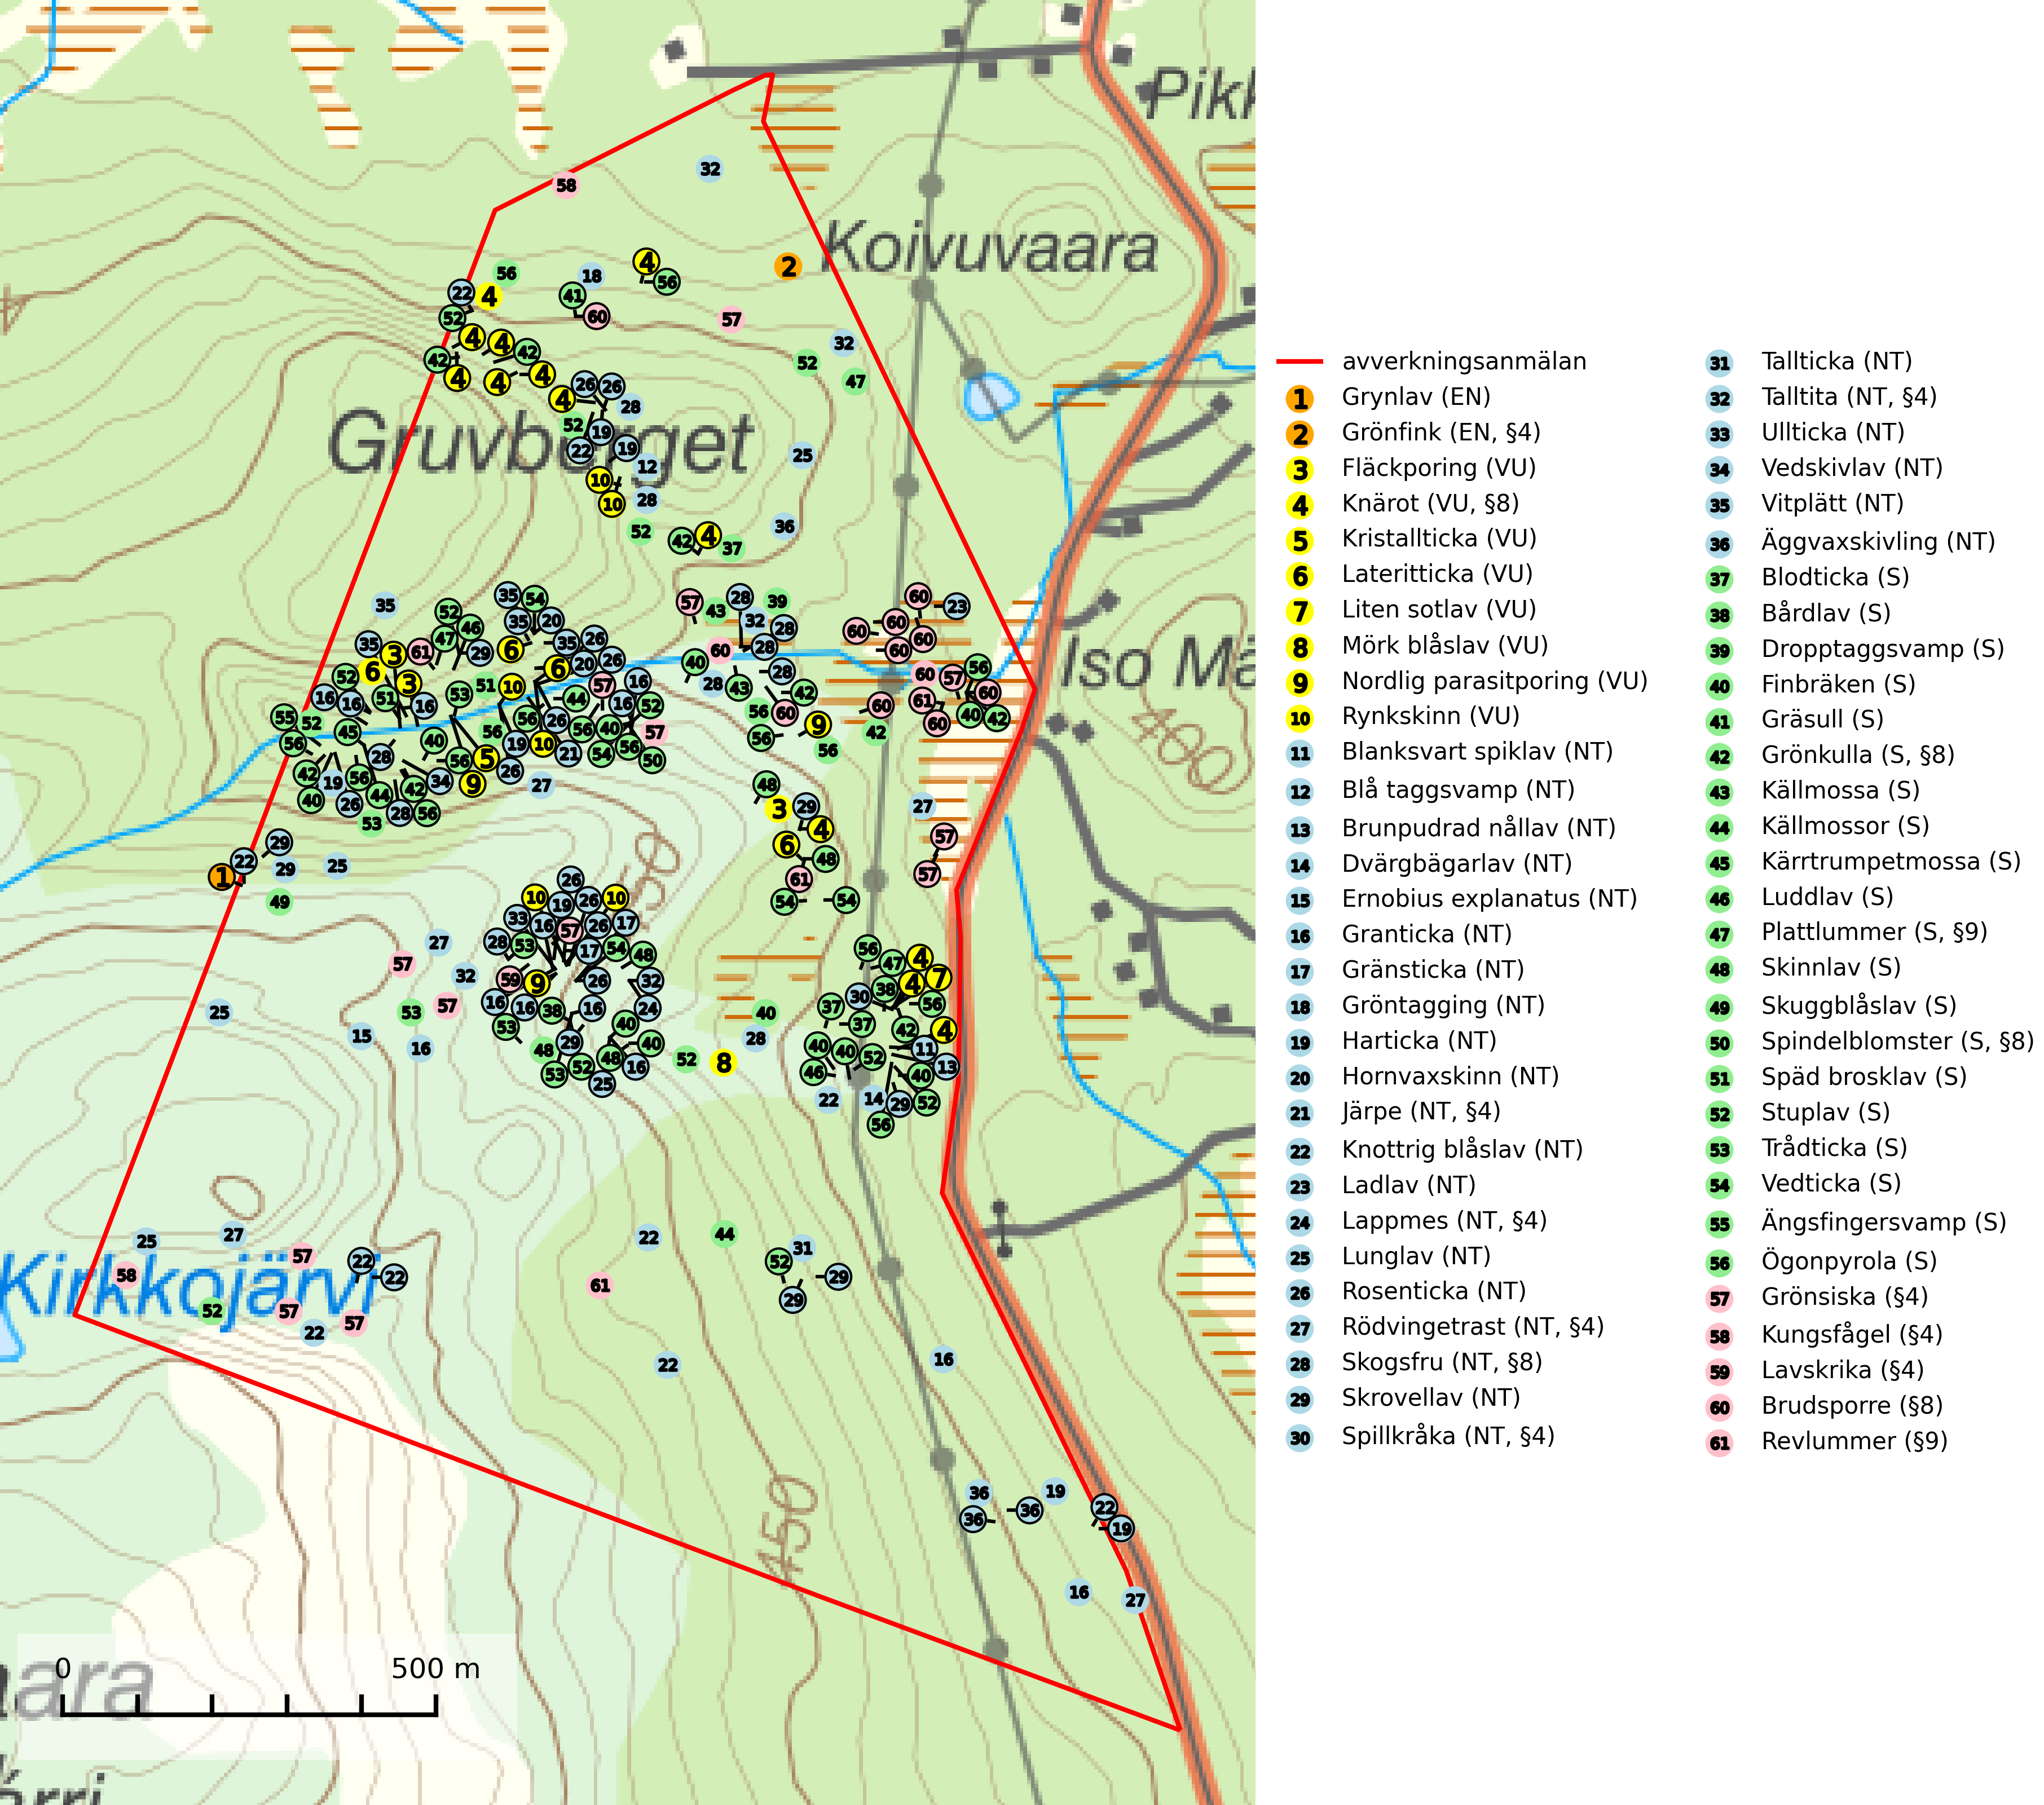 Pikk
Koivuvaara
Gruvberget
Iso Mä
400
450
Kirkkojärvi
450
0 500 m
aara
avverkningsanmälan
1 Grynlav (EN)
2 Grönfink (EN, §4)
3 Fläckporing (VU)
4 Knärot (VU, §8)
5 Kristallticka (VU)
6 Lateritticka (VU)
7 Liten sotlav (VU)
8 Mörk blåslav (VU)
9 Nordlig parasitporing (VU)
10 Rynkskinn (VU)
11 Blanksvart spiklav (NT)
12 Blå taggsvamp (NT)
13 Brunpudrad nållav (NT)
14 Dvärgbägarlav (NT)
15 Ernobius explanatus (NT)
16 Granticka (NT)
17 Gränsticka (NT)
18 Gröntagging (NT)
19 Harticka (NT)
20 Hornvaxskinn (NT)
21 Järpe (NT, §4)
22 Knottrig blåslav (NT)
23 Ladlav (NT)
24 Lappmes (NT, §4)
25 Lunglav (NT)
26 Rosenticka (NT)
27 Rödvingetrast (NT, §4)
28 Skogsfru (NT, §8)
29 Skrovellav (NT)
30 Spillkråka (NT, §4)
31 Tallticka (NT)
32 Talltita (NT, §4)
33 Ullticka (NT)
34 Vedskivlav (NT)
35 Vitplätt (NT)
36 Äggvaxskivling (NT)
37 Blodticka (S)
38 Bårdlav (S)
39 Dropptaggsvamp (S)
40 Finbräken (S)
41 Gräsull (S)
42 Grönkulla (S, §8)
43 Källmossa (S)
44 Källmossor (S)
45 Kärrtrumpetmossa (S)
46 Luddlav (S)
47 Plattlummer (S, §9)
48 Skinnlav (S)
49 Skuggblåslav (S)
50 Spindelblomster (S, §8)
51 Späd brosklav (S)
52 Stuplav (S)
53 Trådticka (S)
54 Vedticka (S)
55 Ängsfingersvamp (S)
56 Ögonpyrola (S)
57 Grönsiska (§4)
58 Kungsfågel (§4)
59 Lavskrika (§4)
60 Brudsporre (§8)
61 Revlummer (§9)